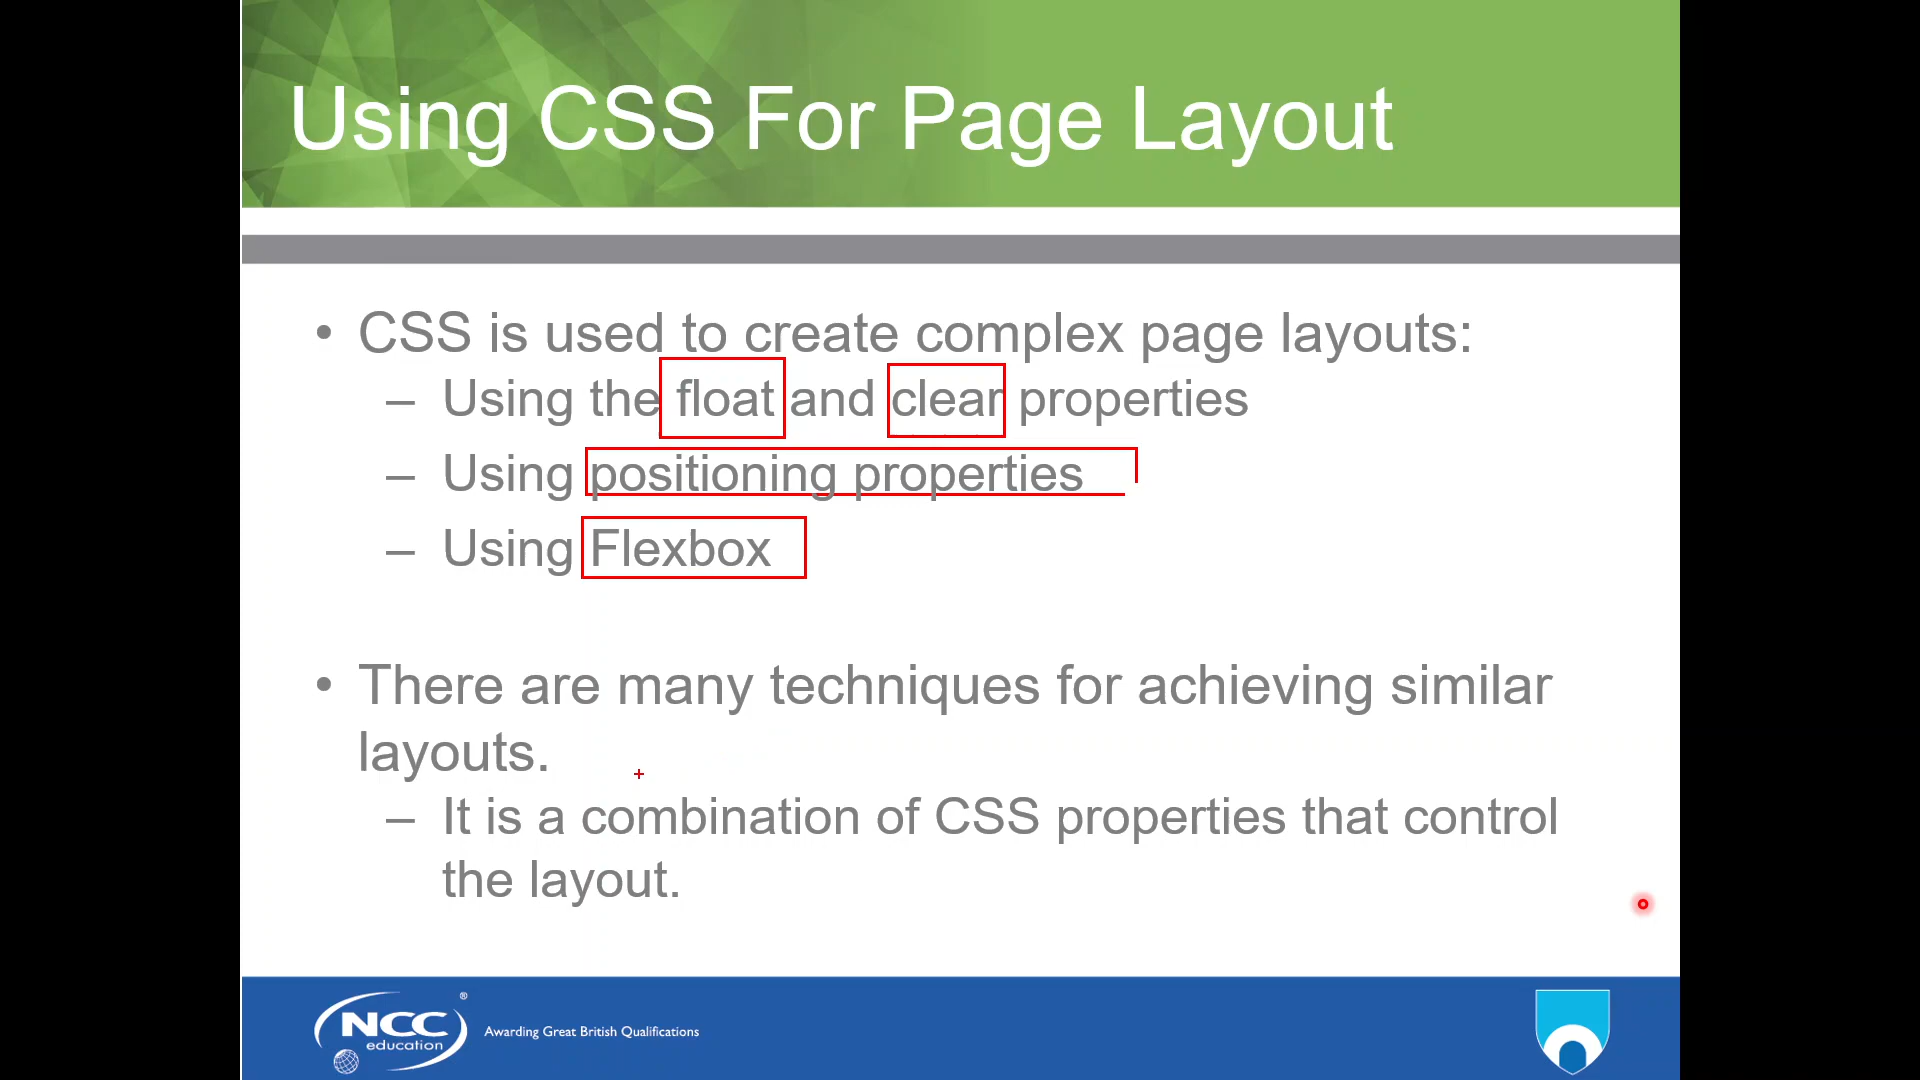 Using CSS For Page Layout
• CSS is used to create complex page layouts:
– Using the float and clear properties
– Using positioning properties
– Using Flexbox
• There are many techniques for achieving similar
layouts.
– It is a combination of CSS properties that control
the layout.
NCC ®
education
Awarding Great British Qualifications